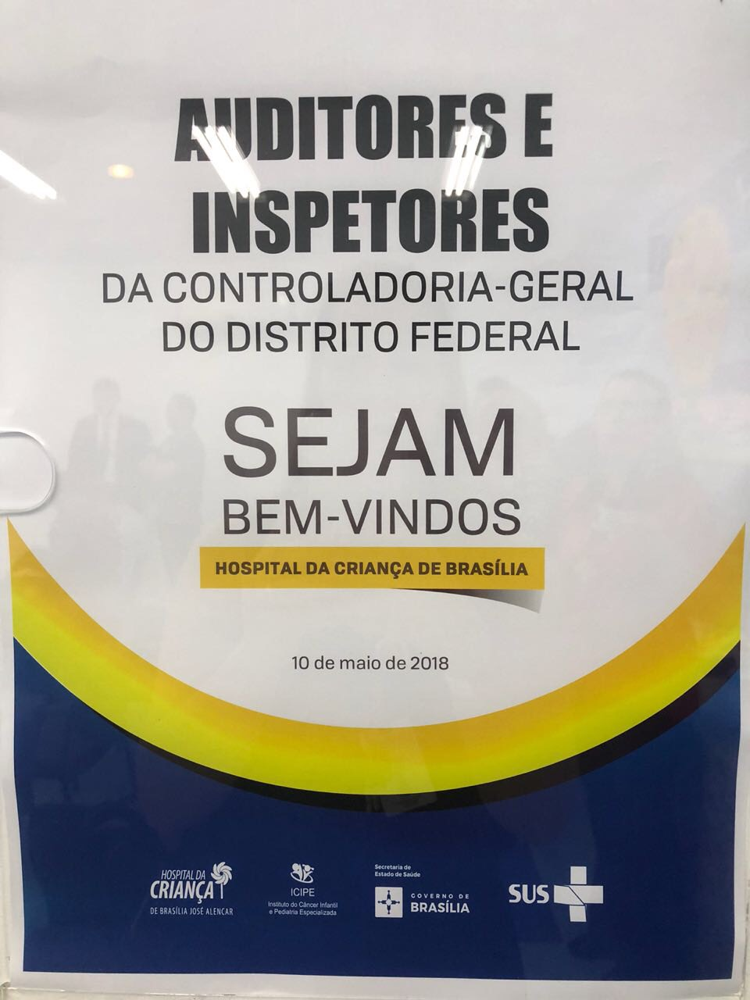 AUDITORES E
INSPETORES
DA CONTROLADORIA-GERAL
DO DISTRITO FEDERAL
SEJAM
BEM-VINDOS
HOSPITAL DA CRIANÇA DE BRASÍLIA
10 de maio de 2018
HOSPITAL DA
CRIANÇA
DE BRASÍLIA JOSÉ ALENCAR
ICIPE
Instituto do Câncer Infantil
e Pediatria Especializada
Secretaria de
Estado de Saúde
GOVERNO DE
BRASÍLIA
SUS